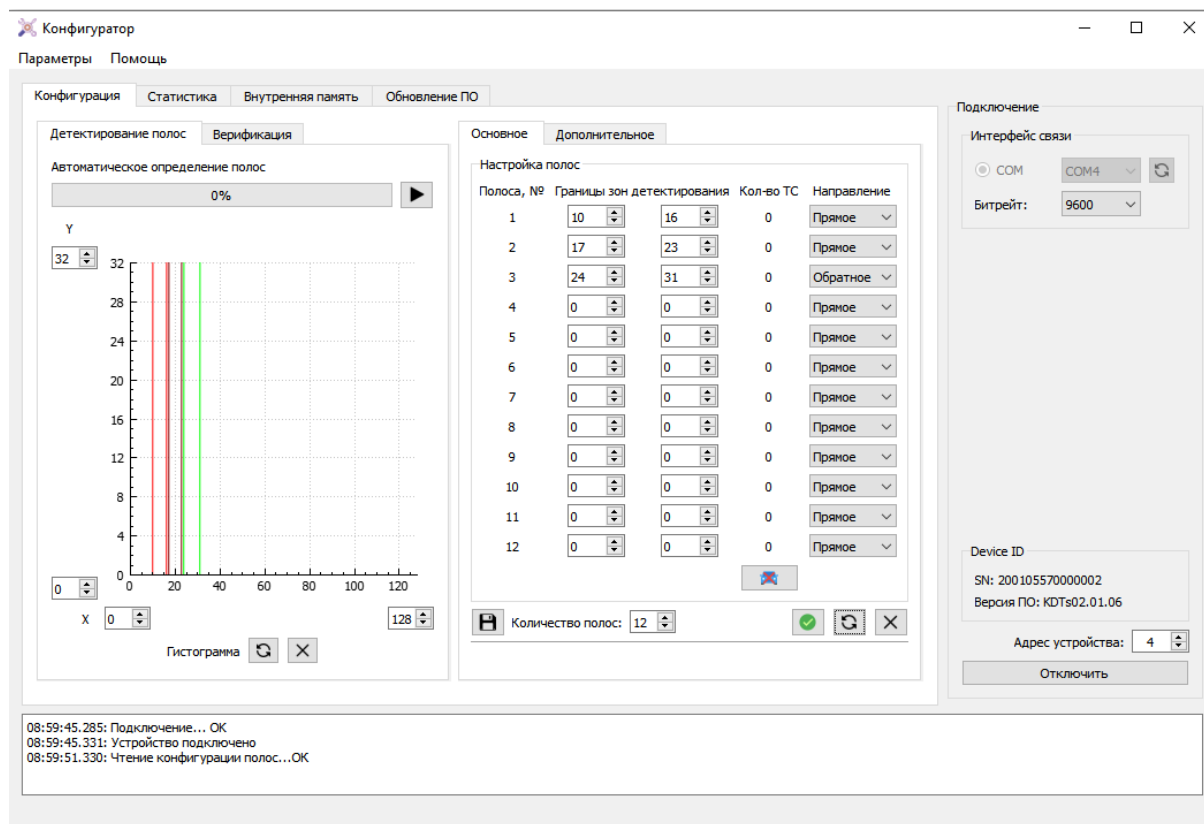 Конфигуратор
Параметры Помощь
Конфигурация Статистика Внутренняя память Обновление ПО
Детектирование полос Верификация
Автоматическое определение полос
0%
Y
32
32
28
24
20
16
12
8
4
0
0
0 20 40 60 80 100 120
X 0 128
Гистограмма
Основное Дополнительное
Настройка полос
Полоса, № Границы зон детектирования Кол-во ТС Направление
1 10 16 0 Прямое
2 17 23 0 Прямое
3 24 31 0 Обратное
4 0 0 0 Прямое
5 0 0 0 Прямое
6 0 0 0 Прямое
7 0 0 0 Прямое
8 0 0 0 Прямое
9 0 0 0 Прямое
10 0 0 0 Прямое
11 0 0 0 Прямое
12 0 0 0 Прямое
Количество полос: 12
Подключение
Интерфейс связи
COM COM4
Битрейт: 9600
Device ID
SN: 200105570000002
Версия ПО: KDTs02.01.06
Адрес устройства: 4
Отключить
08:59:45.285: Подключение... OK
08:59:45.331: Устройство подключено
08:59:51.330: Чтение конфигурации полос...OK